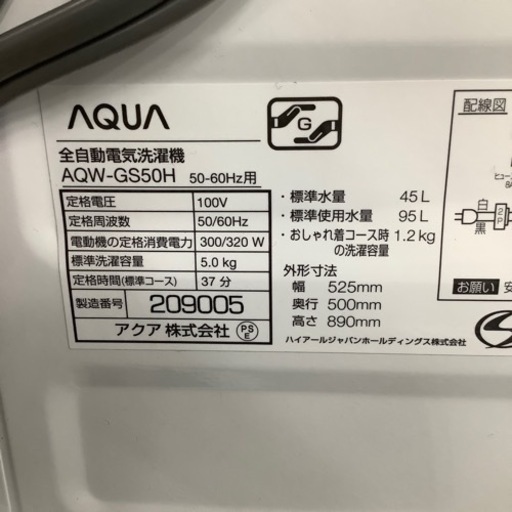 AQUA
G
全自動電気洗濯機
AQW-GS50H 50-60Hz用
定格電圧 100V
定格周波数 50/60Hz
電動機の定格消費電力 300/320 W
標準洗濯容量 5.0 kg
定格時間(標準コース) 37 分
製造番号 209005
アクア 株式会社 PSE
・標準水量 45 L
・標準使用水量 95 L
・おしゃれ着コース時 1.2 kg
の洗濯容量
外形寸法
幅 525mm
奥行 500mm
高さ 890mm
ハイアールジャパンホールディングス株式会社
配線図
ヒュー
8A
白
黒
2P
お願い 安